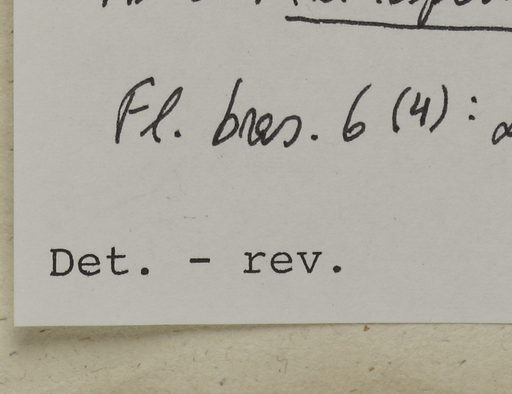 Fl. bras. 6 (4):
Det. - rev.